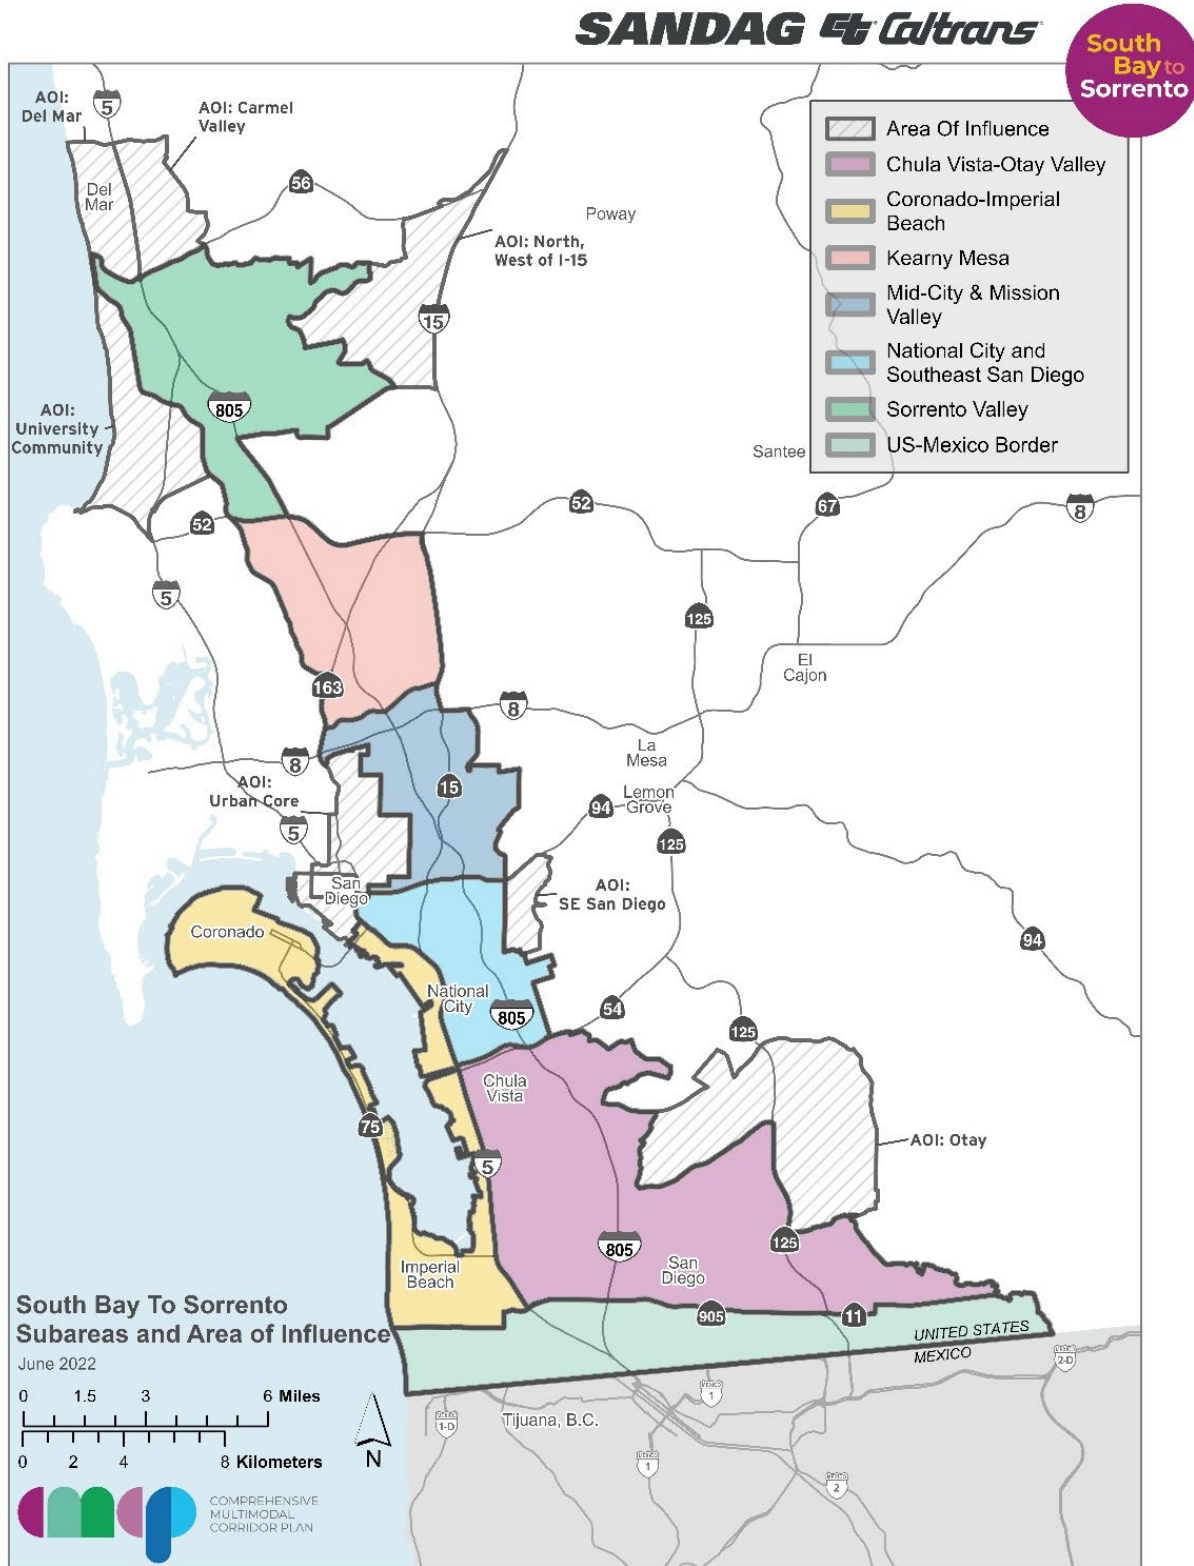 SANDAG Caltrans
South
Bay to
Sorrento
Area Of Influence
Chula Vista-Otay Valley
Coronado-Imperial
Beach
Kearny Mesa
Mid-City & Mission
Valley
National City and
Southeast San Diego
Sorrento Valley
US-Mexico Border
AOI:
Del Mar
5
AOI: Carmel
Valley
Del
Mar
56
Poway
AOI: North,
West of I-15
15
805
AOI:
University
Community
Santee
52
52
67
8
5
125
El
Cajon
163
8
La
Mesa
8
AOI:
Urban Core
15
94
Lemon
Grove
5
125
San
Diego
AOI:
SE San Diego
Coronado
94
National
City
805
54
125
Chula
Vista
75
5
AOI: Otay
125
805
San
Diego
Imperial
Beach
905
11
UNITED STATES
MEXICO
South Bay To Sorrento
Subareas and Area of Influence
June 2022
0 1.5 3 6 Miles
0 2 4 8 Kilometers
N
MEXICO
2-D
MEXICO
1
1-D
Tijuana, B.C.
MEXICO
1
MEXICO
2
cmcp
COMPREHENSIVE
MULTIMODAL
CORRIDOR PLAN